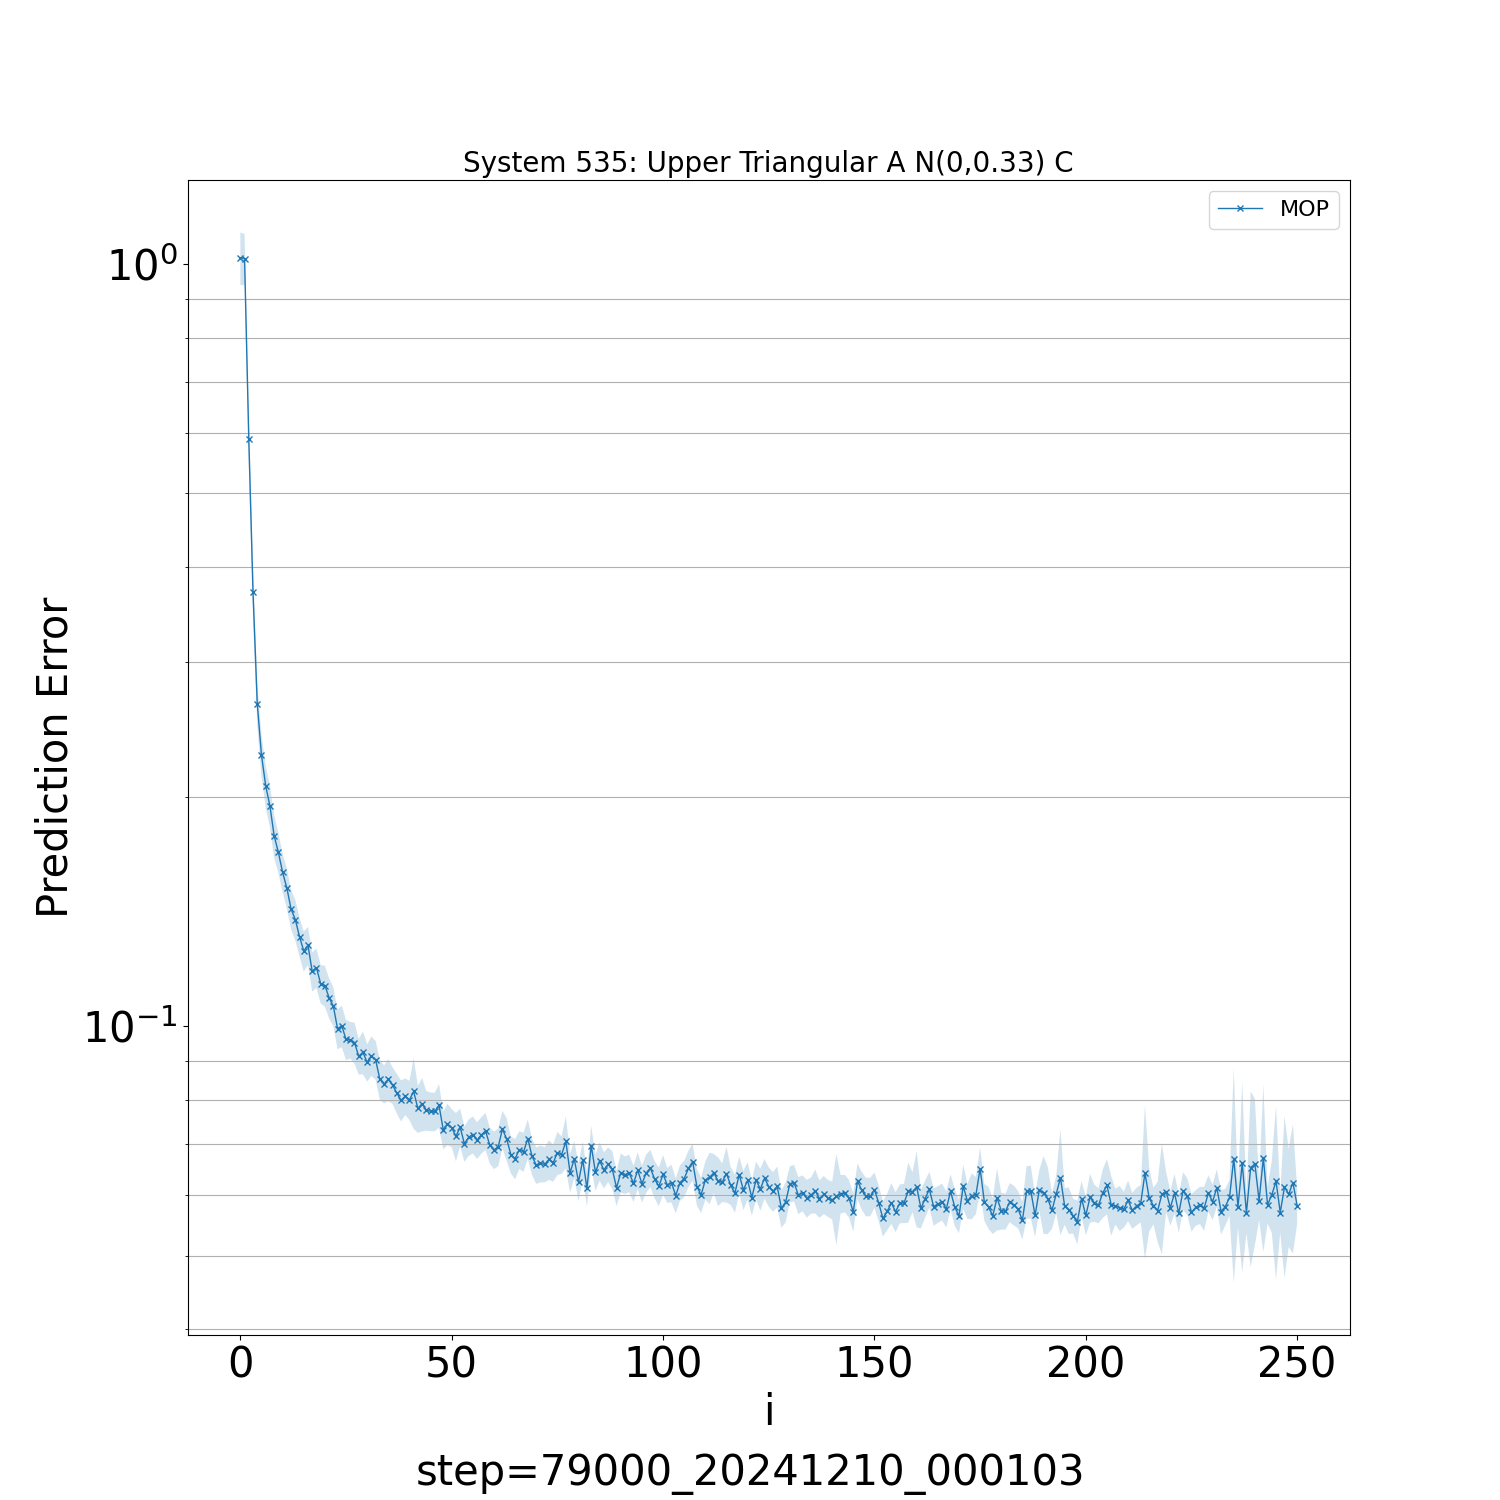 System 535: Upper Triangular A N(0,0.33) C
MOP
10⁰
10⁻¹
Prediction Error
0 50 100 150 200 250
i
step=79000_20241210_000103